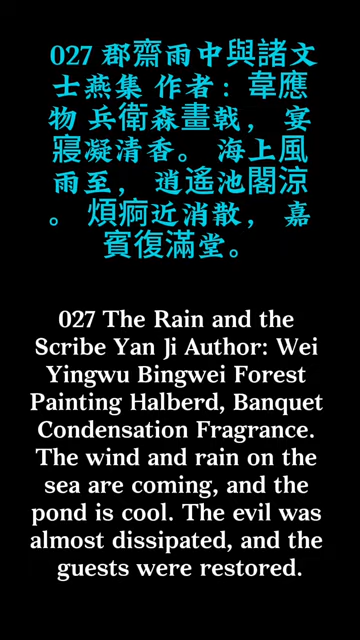 027 郡齋雨中與諸文
士燕集 作者：韋應
物 兵衛森畫戟， 宴
寢凝清香。 海上風
雨至， 逍遙池閣涼
。 煩痾近消散， 嘉
賓復滿堂。
027 The Rain and the
Scribe Yan Ji Author: Wei
Yingwu Bingwei Forest
Painting Halberd, Banquet
Condensation Fragrance.
The wind and rain on the
sea are coming, and the
pond is cool. The evil was
almost dissipated, and the
guests were restored.